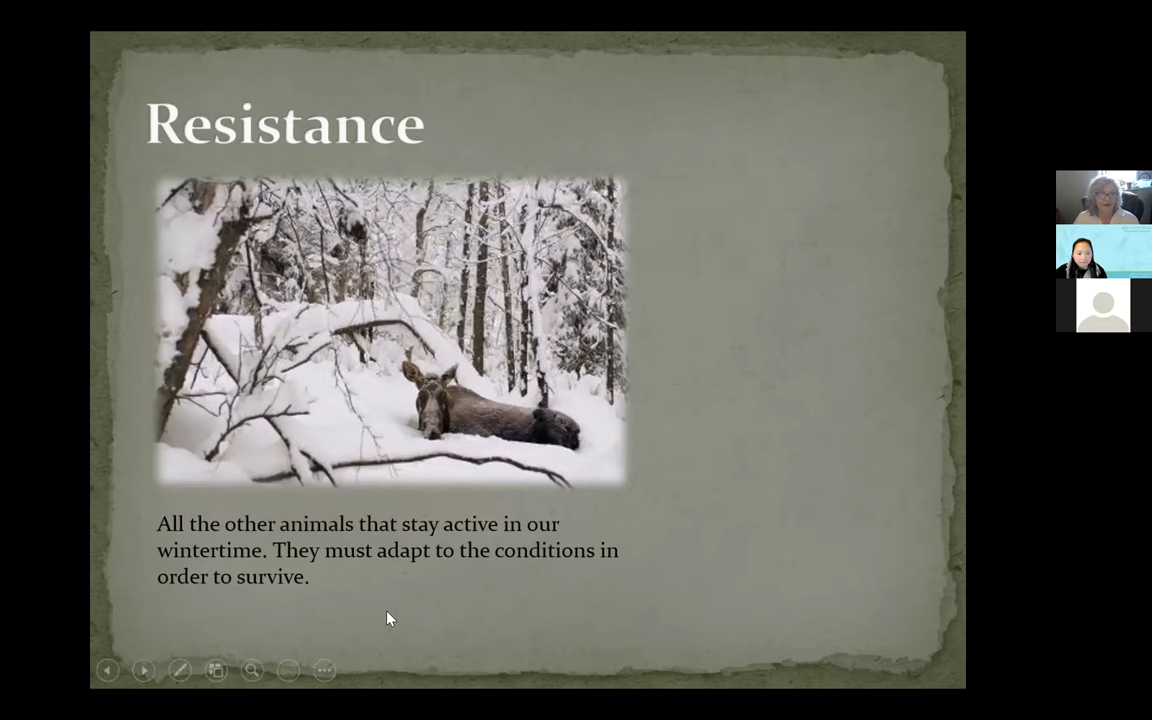 Resistance
All the other animals that stay active in our
wintertime. They must adapt to the conditions in
order to survive.